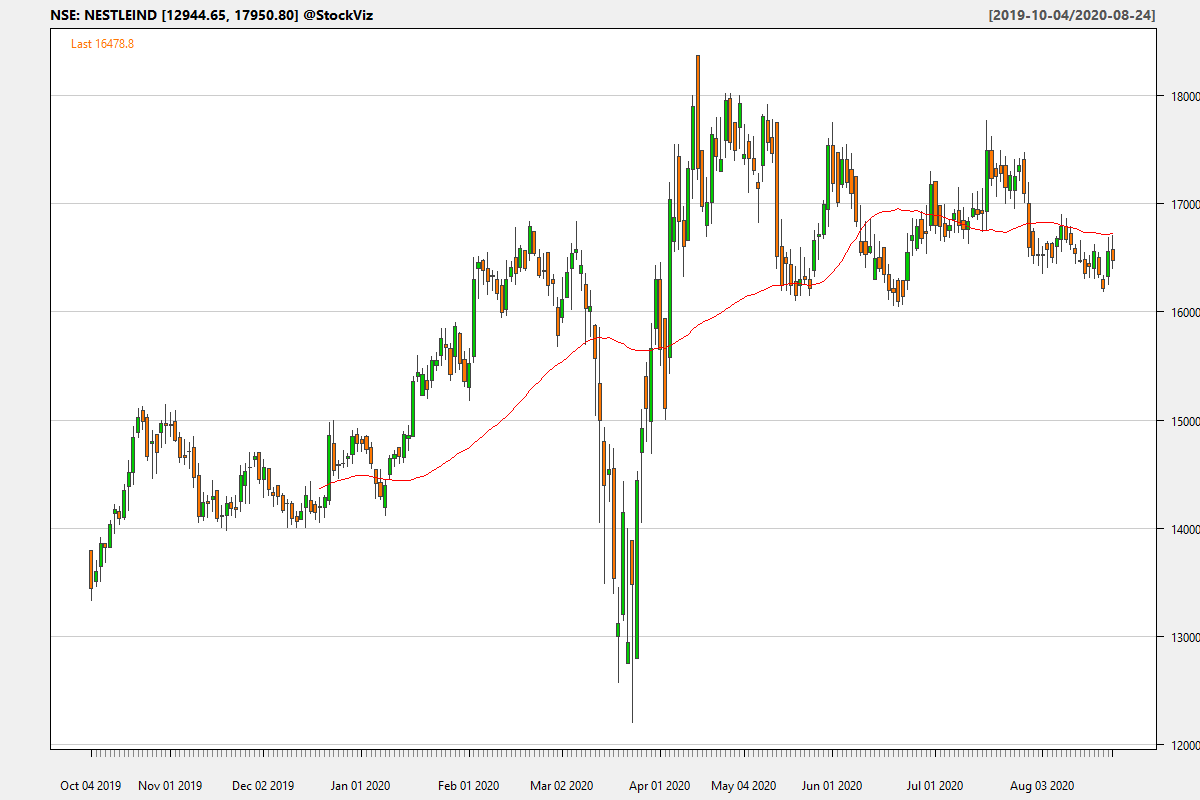 NSE: NESTLEIND [12944.65, 17950.80] @StockViz
[2019-10-04/2020-08-24]
Last 16478.8
18000
17000
16000
15000
14000
13000
12000
Oct 04 2019 Nov 01 2019 Dec 02 2019 Jan 01 2020 Feb 01 2020 Mar 02 2020 Apr 01 2020 May 04 2020 Jun 01 2020 Jul 01 2020 Aug 03 2020